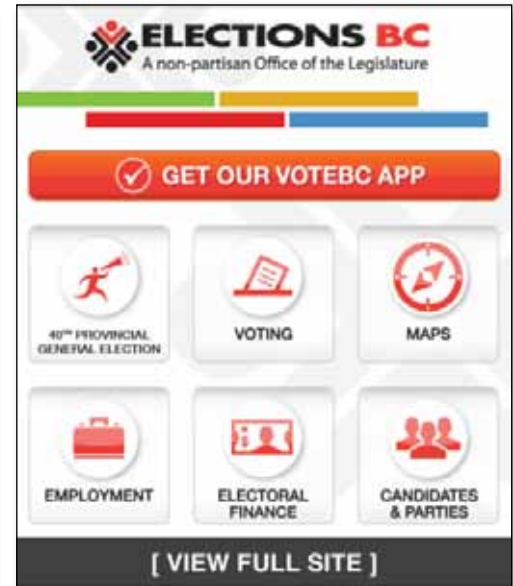 ELECTIONS BC
A non-partisan Office of the Legislature
GET OUR VOTEBC APP
40TH PROVINCIAL
GENERAL ELECTION
VOTING
MAPS
EMPLOYMENT
ELECTORAL
FINANCE
CANDIDATES
& PARTIES
[ VIEW FULL SITE ]